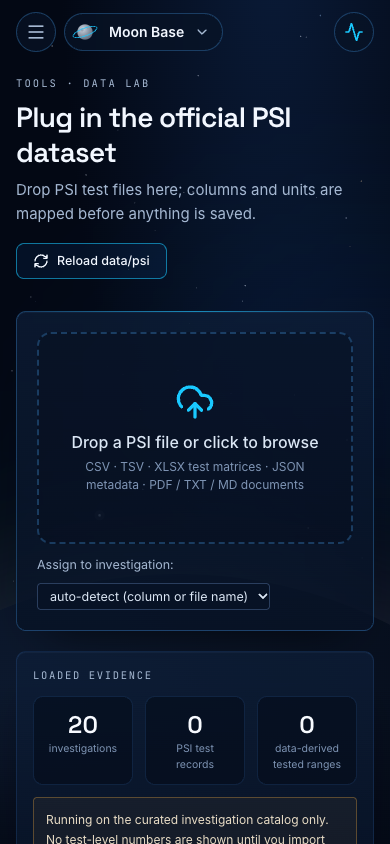 Moon Base
TOOLS · DATA LAB
Plug in the official PSI
dataset
Drop PSI test files here; columns and units are
mapped before anything is saved.
Reload data/psi
Drop a PSI file or click to browse
CSV · TSV · XLSX test matrices · JSON
metadata · PDF / TXT / MD documents
Assign to investigation:
auto-detect (column or file name)
LOADED EVIDENCE
20 0 0
investigations PSI test data-derived
records tested ranges
Running on the curated investigation catalog only.
No test-level numbers are shown until you import